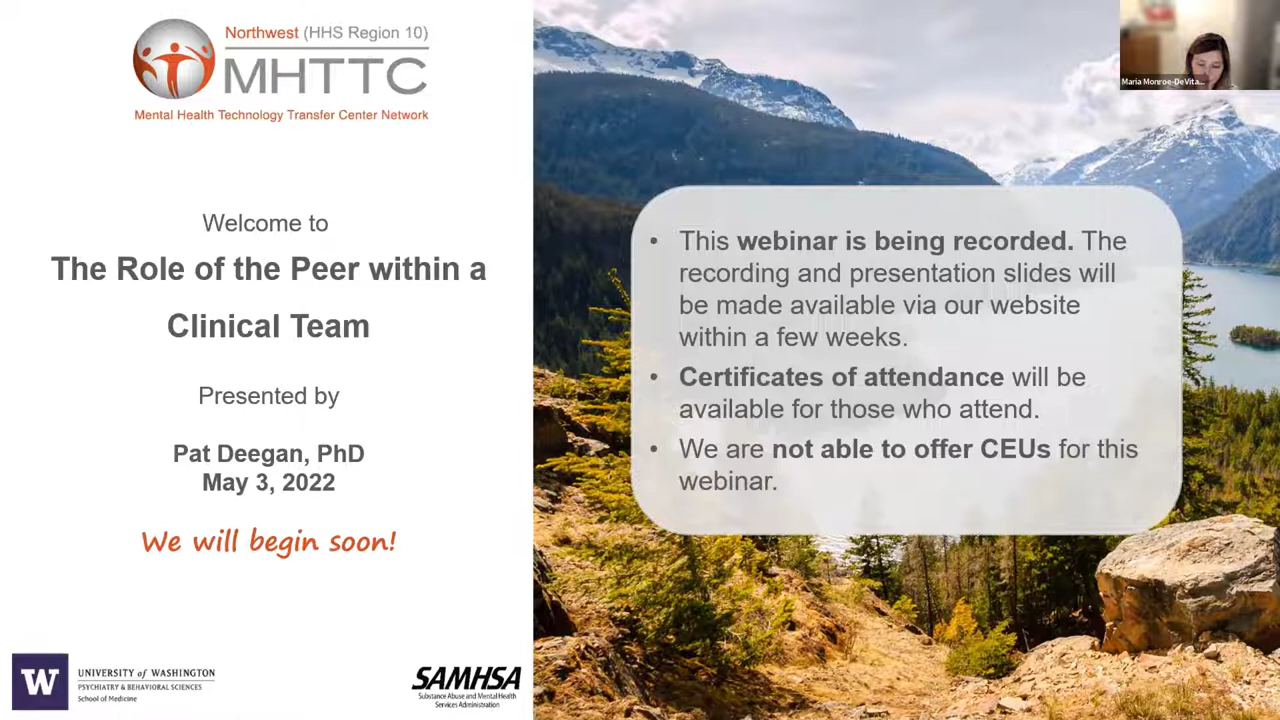 Northwest (HHS Region 10)
MHTTC
Mental Health Technology Transfer Center Network
Welcome to
The Role of the Peer within a
Clinical Team
Presented by
Pat Deegan, PhD
May 3, 2022
We will begin soon!
W
UNIVERSITY of WASHINGTON
PSYCHIATRY & BEHAVIORAL SCIENCES
School of Medicine
SAMHSA
Substance Abuse and Mental Health
Services Administration
Maria Monroe-DeVita...
• This webinar is being recorded. The
recording and presentation slides will
be made available via our website
within a few weeks.
• Certificates of attendance will be
available for those who attend.
• We are not able to offer CEUs for this
webinar.